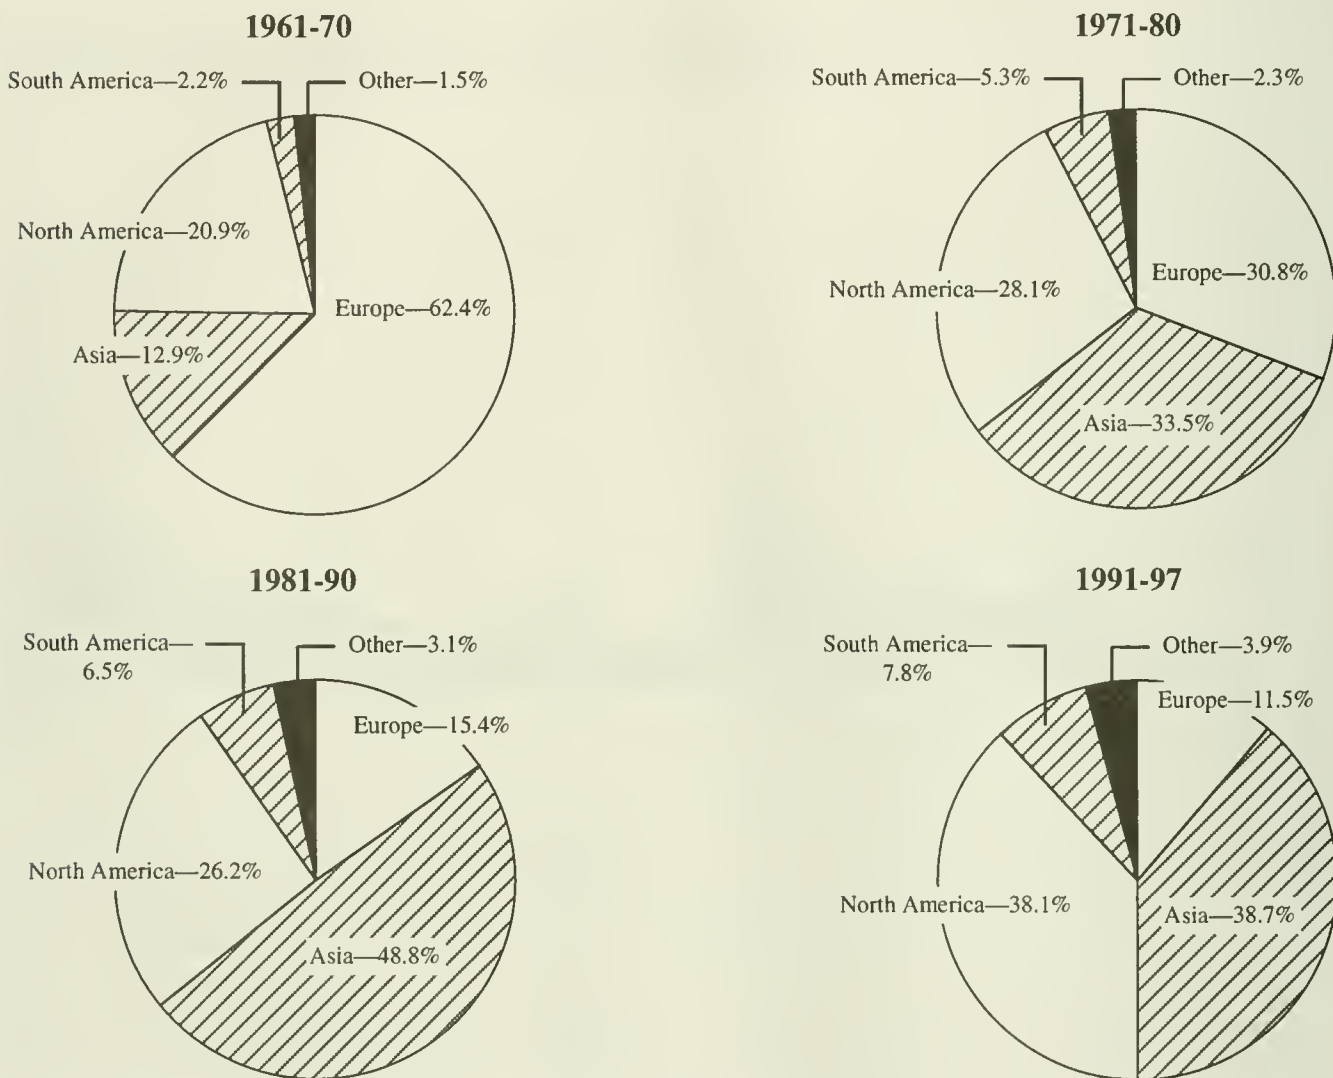 1961-70
South America—2.2%
Other—1.5%
North America—20.9%
Europe—62.4%
Asia—12.9%
1971-80
South America—5.3%
Other—2.3%
North America—28.1%
Europe—30.8%
Asia—33.5%
1981-90
South America—
6.5%
Other—3.1%
Europe—15.4%
North America—26.2%
Asia—48.8%
1991-97
South America—
7.8%
Other—3.9%
Europe—11.5%
North America—38.1%
Asia—38.7%